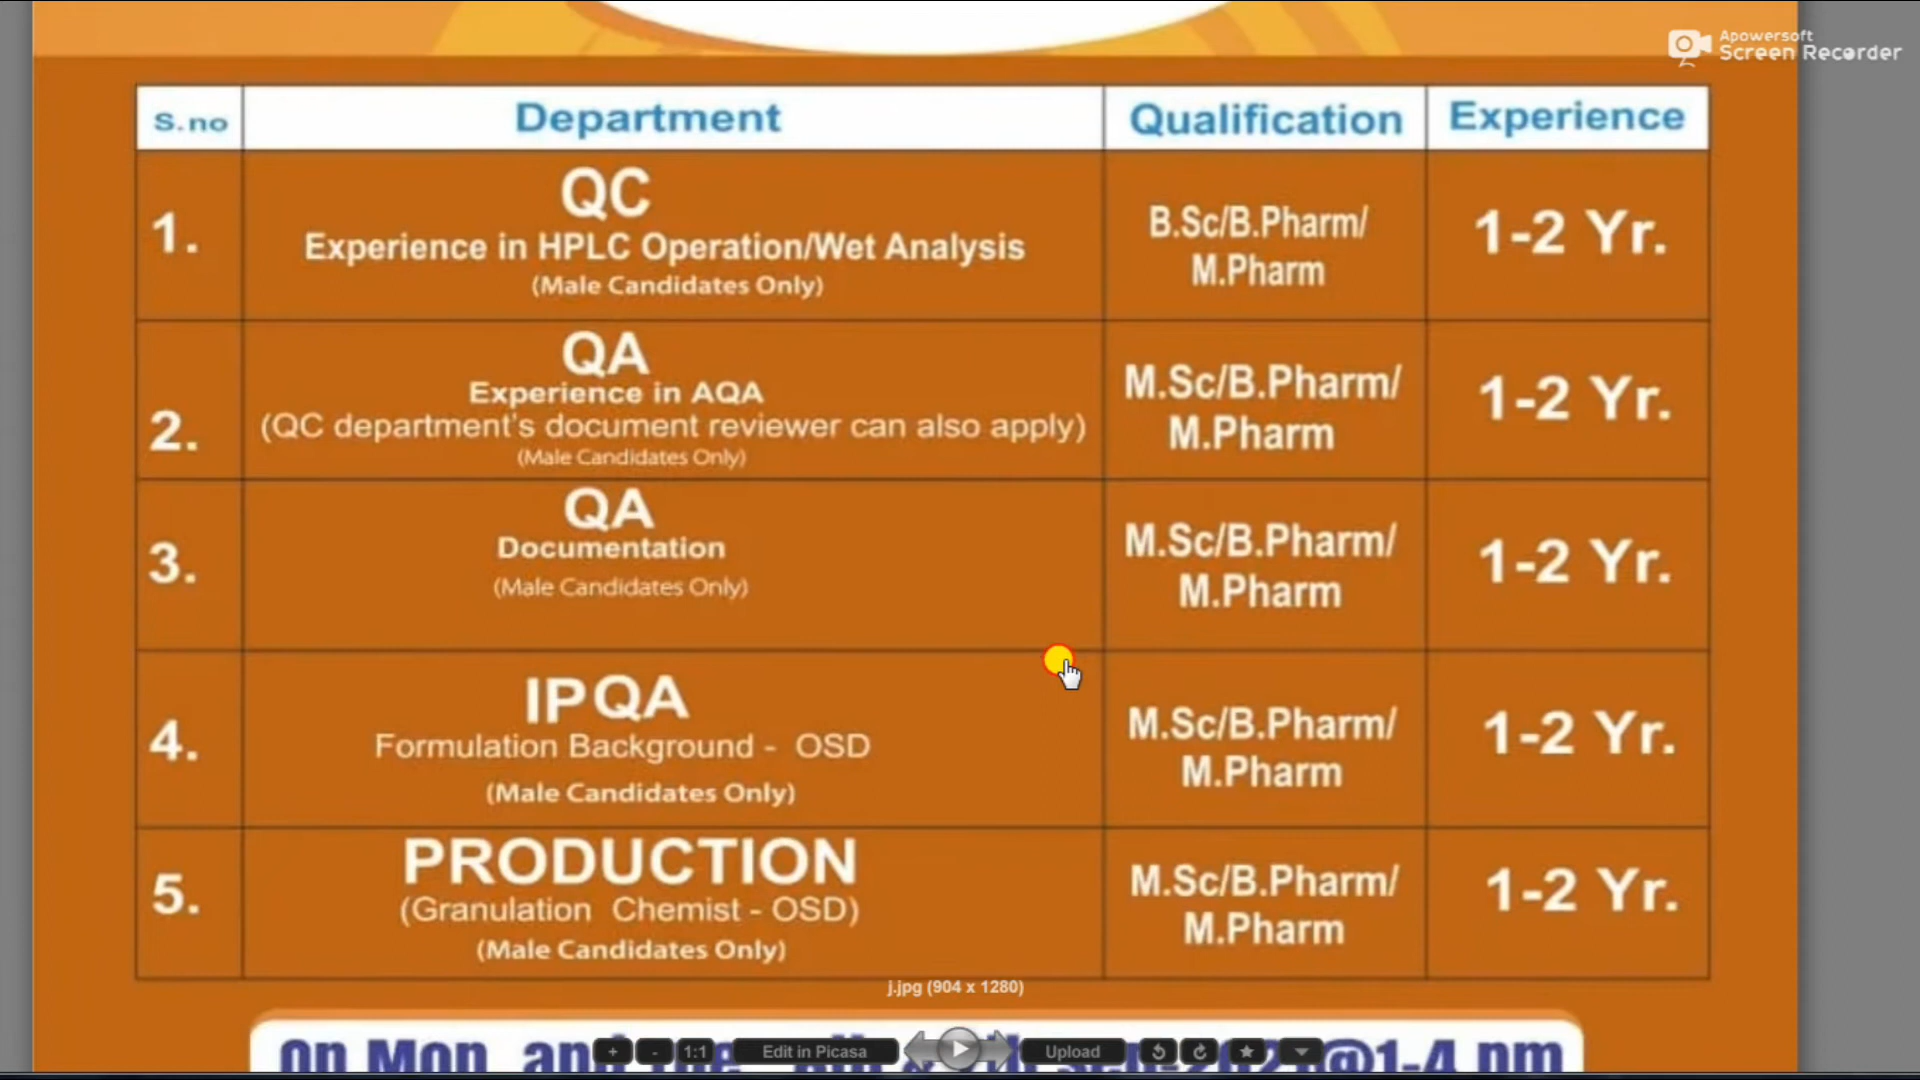 Apowersoft
Screen Recorder
S.no Department Qualification Experience
1. QC
Experience in HPLC Operation/Wet Analysis
(Male Candidates Only)
B.Sc/B.Pharm/
M.Pharm
1-2 Yr.
2. QA
Experience in AQA
(QC department's document reviewer can also apply)
(Male Candidates Only)
M.Sc/B.Pharm/
M.Pharm
1-2 Yr.
3. QA
Documentation
(Male Candidates Only)
M.Sc/B.Pharm/
M.Pharm
1-2 Yr.
4. IPQA
Formulation Background - OSD
(Male Candidates Only)
M.Sc/B.Pharm/
M.Pharm
1-2 Yr.
5. PRODUCTION
(Granulation Chemist - OSD)
(Male Candidates Only)
M.Sc/B.Pharm/
M.Pharm
1-2 Yr.
j.jpg (904 x 1280)
on Mon. and @1-4 pm
+ - 1:1 Edit in Picasa Upload